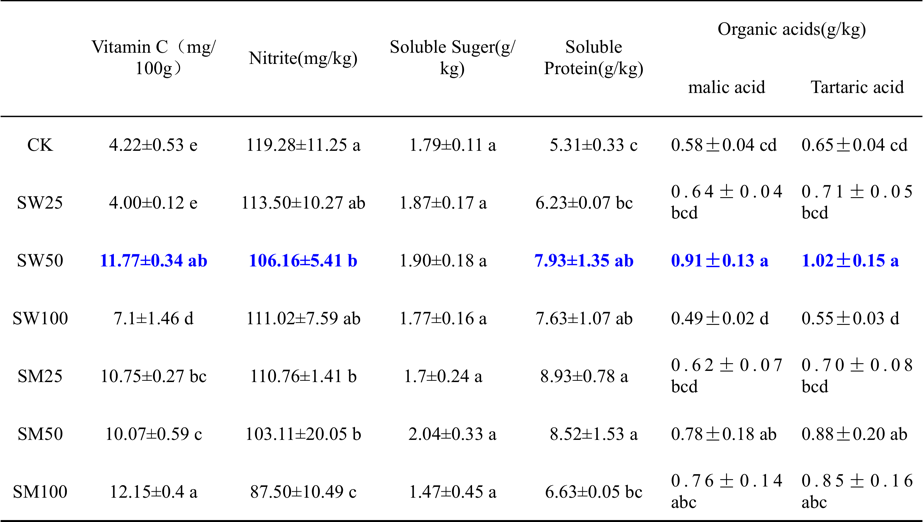 Vitamin C（mg/100g） Nitrite(mg/kg) Soluble Suger(g/kg) Soluble Protein(g/kg) Organic acids(g/kg)
malic acid Tartaric acid
CK 4.22±0.53 e 119.28±11.25 a 1.79±0.11 a 5.31±0.33 c 0.58±0.04 cd 0.65±0.04 cd
SW25 4.00±0.12 e 113.50±10.27 ab 1.87±0.17 a 6.23±0.07 bc 0.64±0.04 bcd 0.71±0.05 bcd
SW50 11.77±0.34 ab 106.16±5.41 b 1.90±0.18 a 7.93±1.35 ab 0.91±0.13 a 1.02±0.15 a
SW100 7.1±1.46 d 111.02±7.59 ab 1.77±0.16 a 7.63±1.07 ab 0.49±0.02 d 0.55±0.03 d
SM25 10.75±0.27 bc 110.76±1.41 b 1.7±0.24 a 8.93±0.78 a 0.62±0.07 bcd 0.70±0.08 bcd
SM50 10.07±0.59 c 103.11±20.05 b 2.04±0.33 a 8.52±1.53 a 0.78±0.18 ab 0.88±0.20 ab
SM100 12.15±0.4 a 87.50±10.49 c 1.47±0.45 a 6.63±0.05 bc 0.76±0.14 abc 0.85±0.16 abc